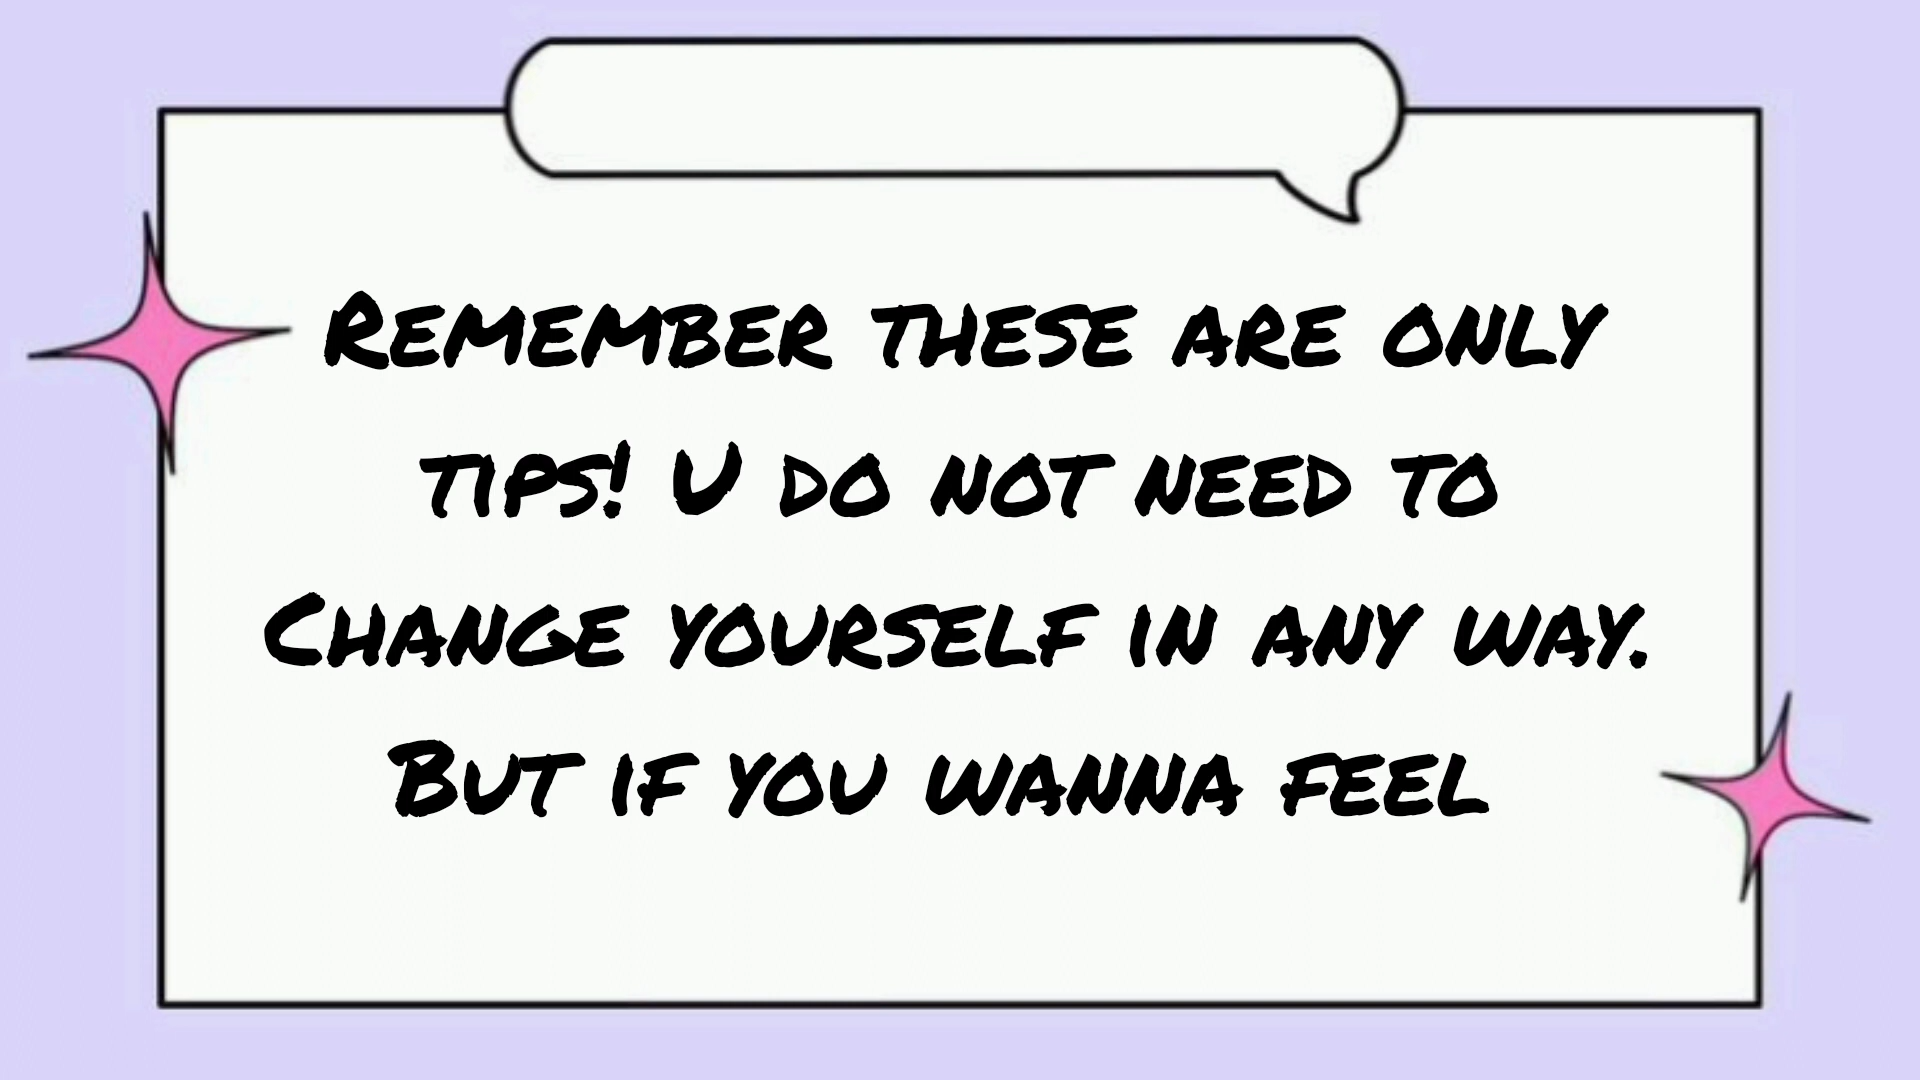 Remember these are only
tips! U do not need to
Change yourself in any way.
But if you wanna feel